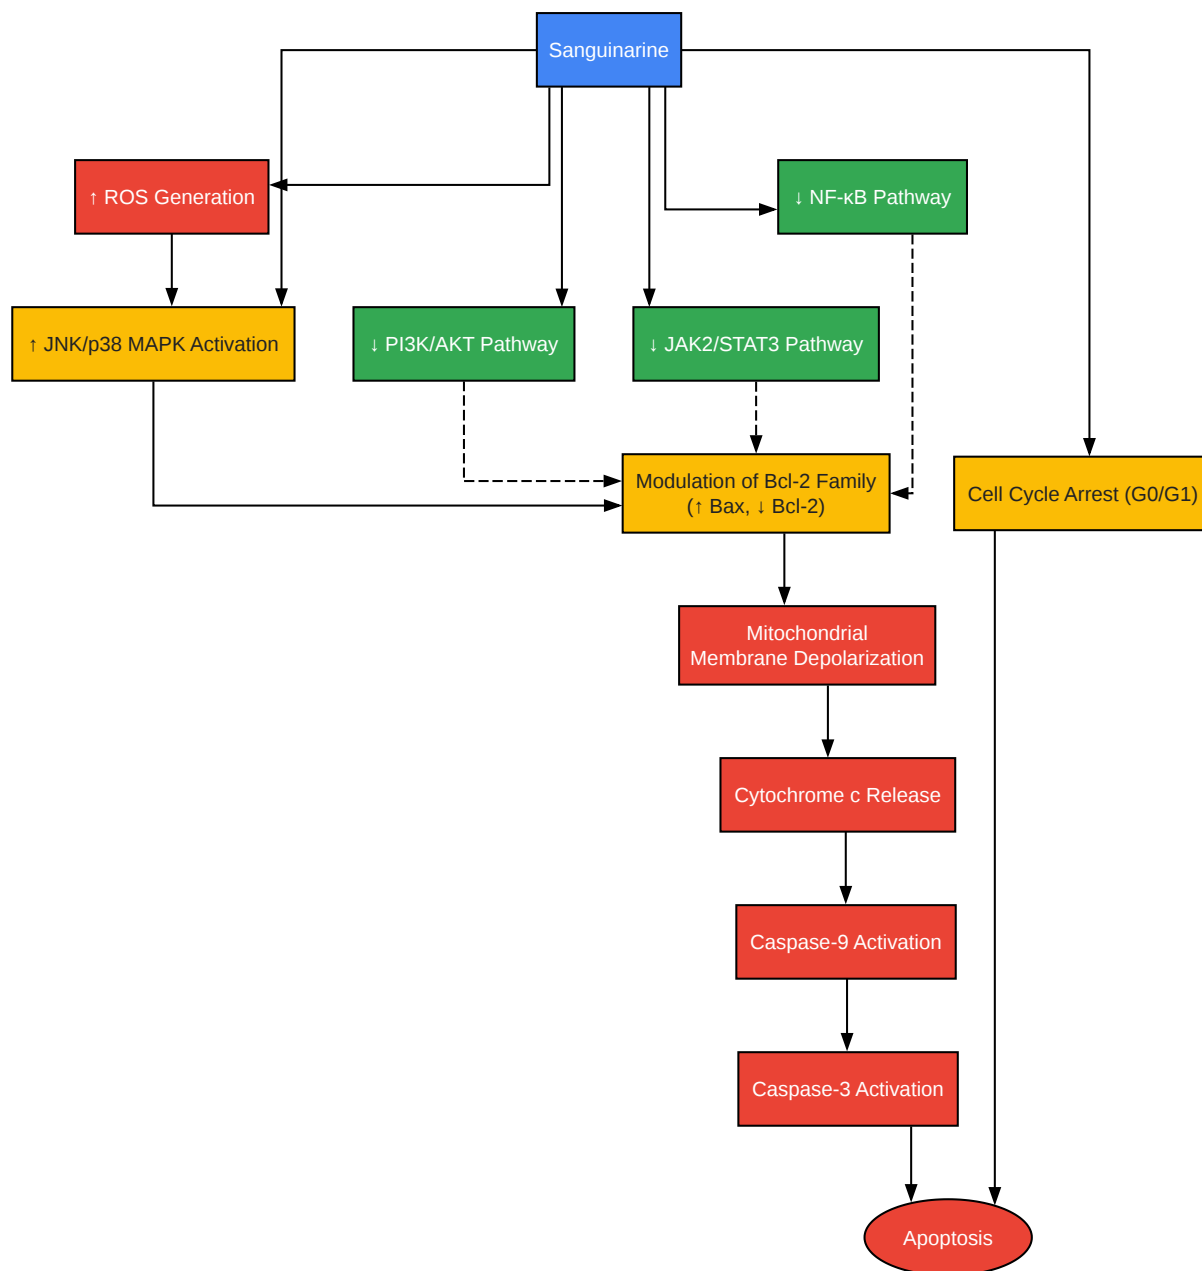 Sanguinarine
↑ ROS Generation
↓ NF-κB Pathway
↑ JNK/p38 MAPK Activation
↓ PI3K/AKT Pathway
↓ JAK2/STAT3 Pathway
Modulation of Bcl-2 Family
(↑ Bax, ↓ Bcl-2)
Cell Cycle Arrest (G0/G1)
Mitochondrial
Membrane Depolarization
Cytochrome c Release
Caspase-9 Activation
Caspase-3 Activation
Apoptosis